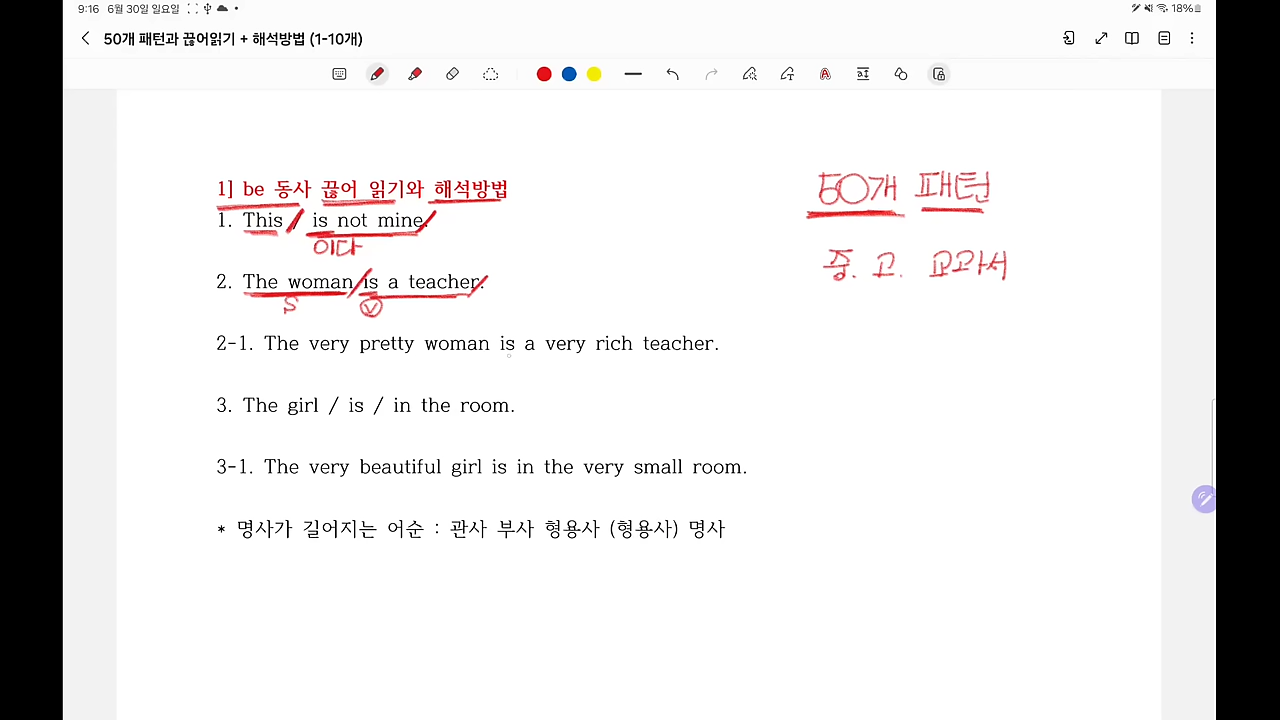 9:16 6월 30일 일요일
18%
50개 패턴과 끊어읽기 + 해석방법 (1-10개)
1] be 동사 끊어 읽기와 해석방법
50개 패턴
1. This / is not mine. /
이다
중. 고. 교과서
2. The woman / is a teacher. /
S V
2-1. The very pretty woman is a very rich teacher.
3. The girl / is / in the room.
3-1. The very beautiful girl is in the very small room.
* 명사가 길어지는 어순 : 관사 부사 형용사 (형용사) 명사